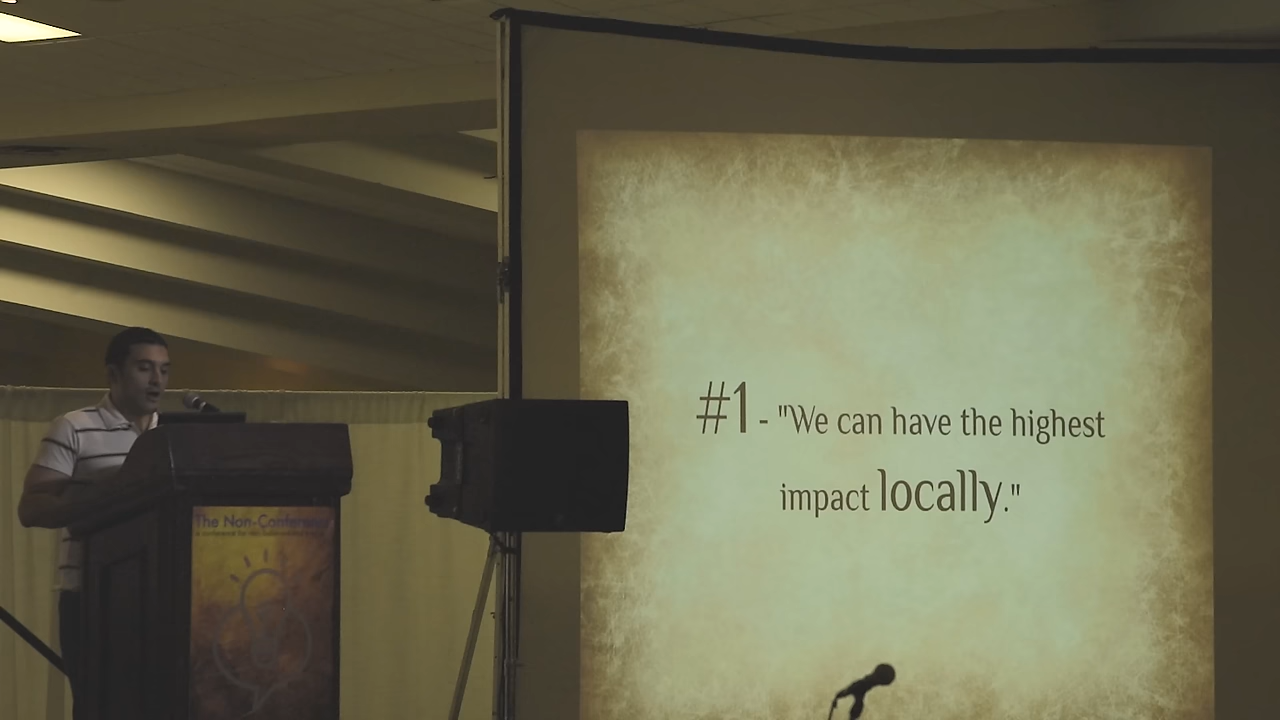 #1 - "We can have the highest
impact locally."
The Non-Conference